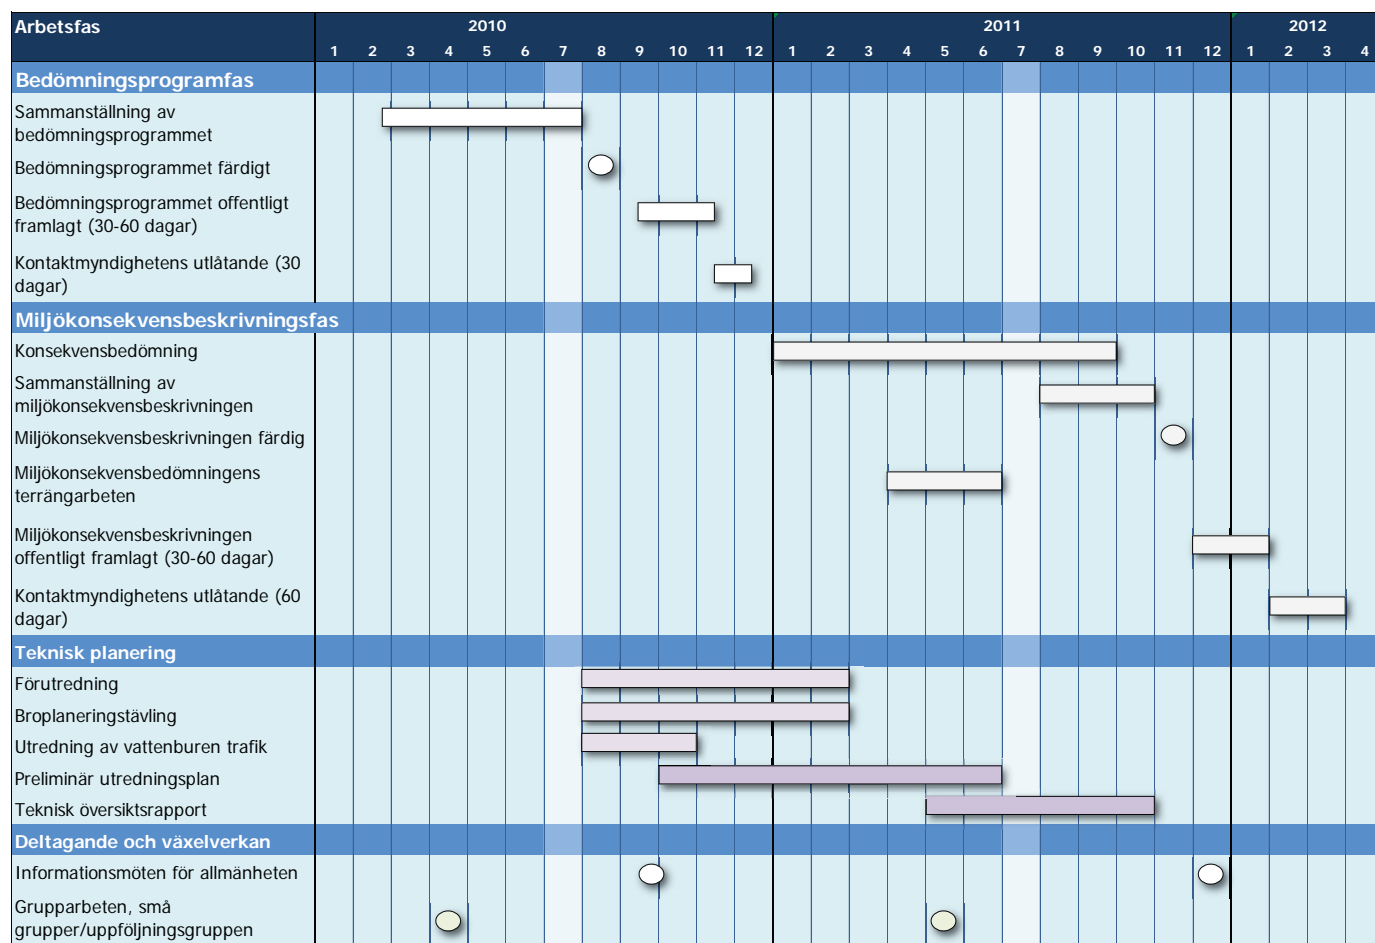 Arbetsfas 2010 2011 2012
1 2 3 4 5 6 7 8 9 10 11 12 1 2 3 4 5 6 7 8 9 10 11 12 1 2 3 4
Bedömningsprogramfas
Sammanställning av
bedömningsprogrammet
Bedömningsprogrammet färdigt
Bedömningsprogrammet offentligt
framlagt (30-60 dagar)
Kontaktmyndighetens utlåtande (30
dagar)
Miljökonsekvensbeskrivningsfas
Konsekvensbedömning
Sammanställning av
miljökonsekvensbeskrivningen
Miljökonsekvensbeskrivningen färdig
Miljökonsekvensbedömningens
terrängarbeten
Miljökonsekvensbeskrivningen
offentligt framlagt (30-60 dagar)
Kontaktmyndighetens utlåtande (60
dagar)
Teknisk planering
Förutredning
Broplaneringstävling
Utredning av vattenburen trafik
Preliminär utredningsplan
Teknisk översiktsrapport
Deltagande och växelverkan
Informationsmöten för allmänheten
Grupparbeten, små
grupper/uppföljningsgruppen